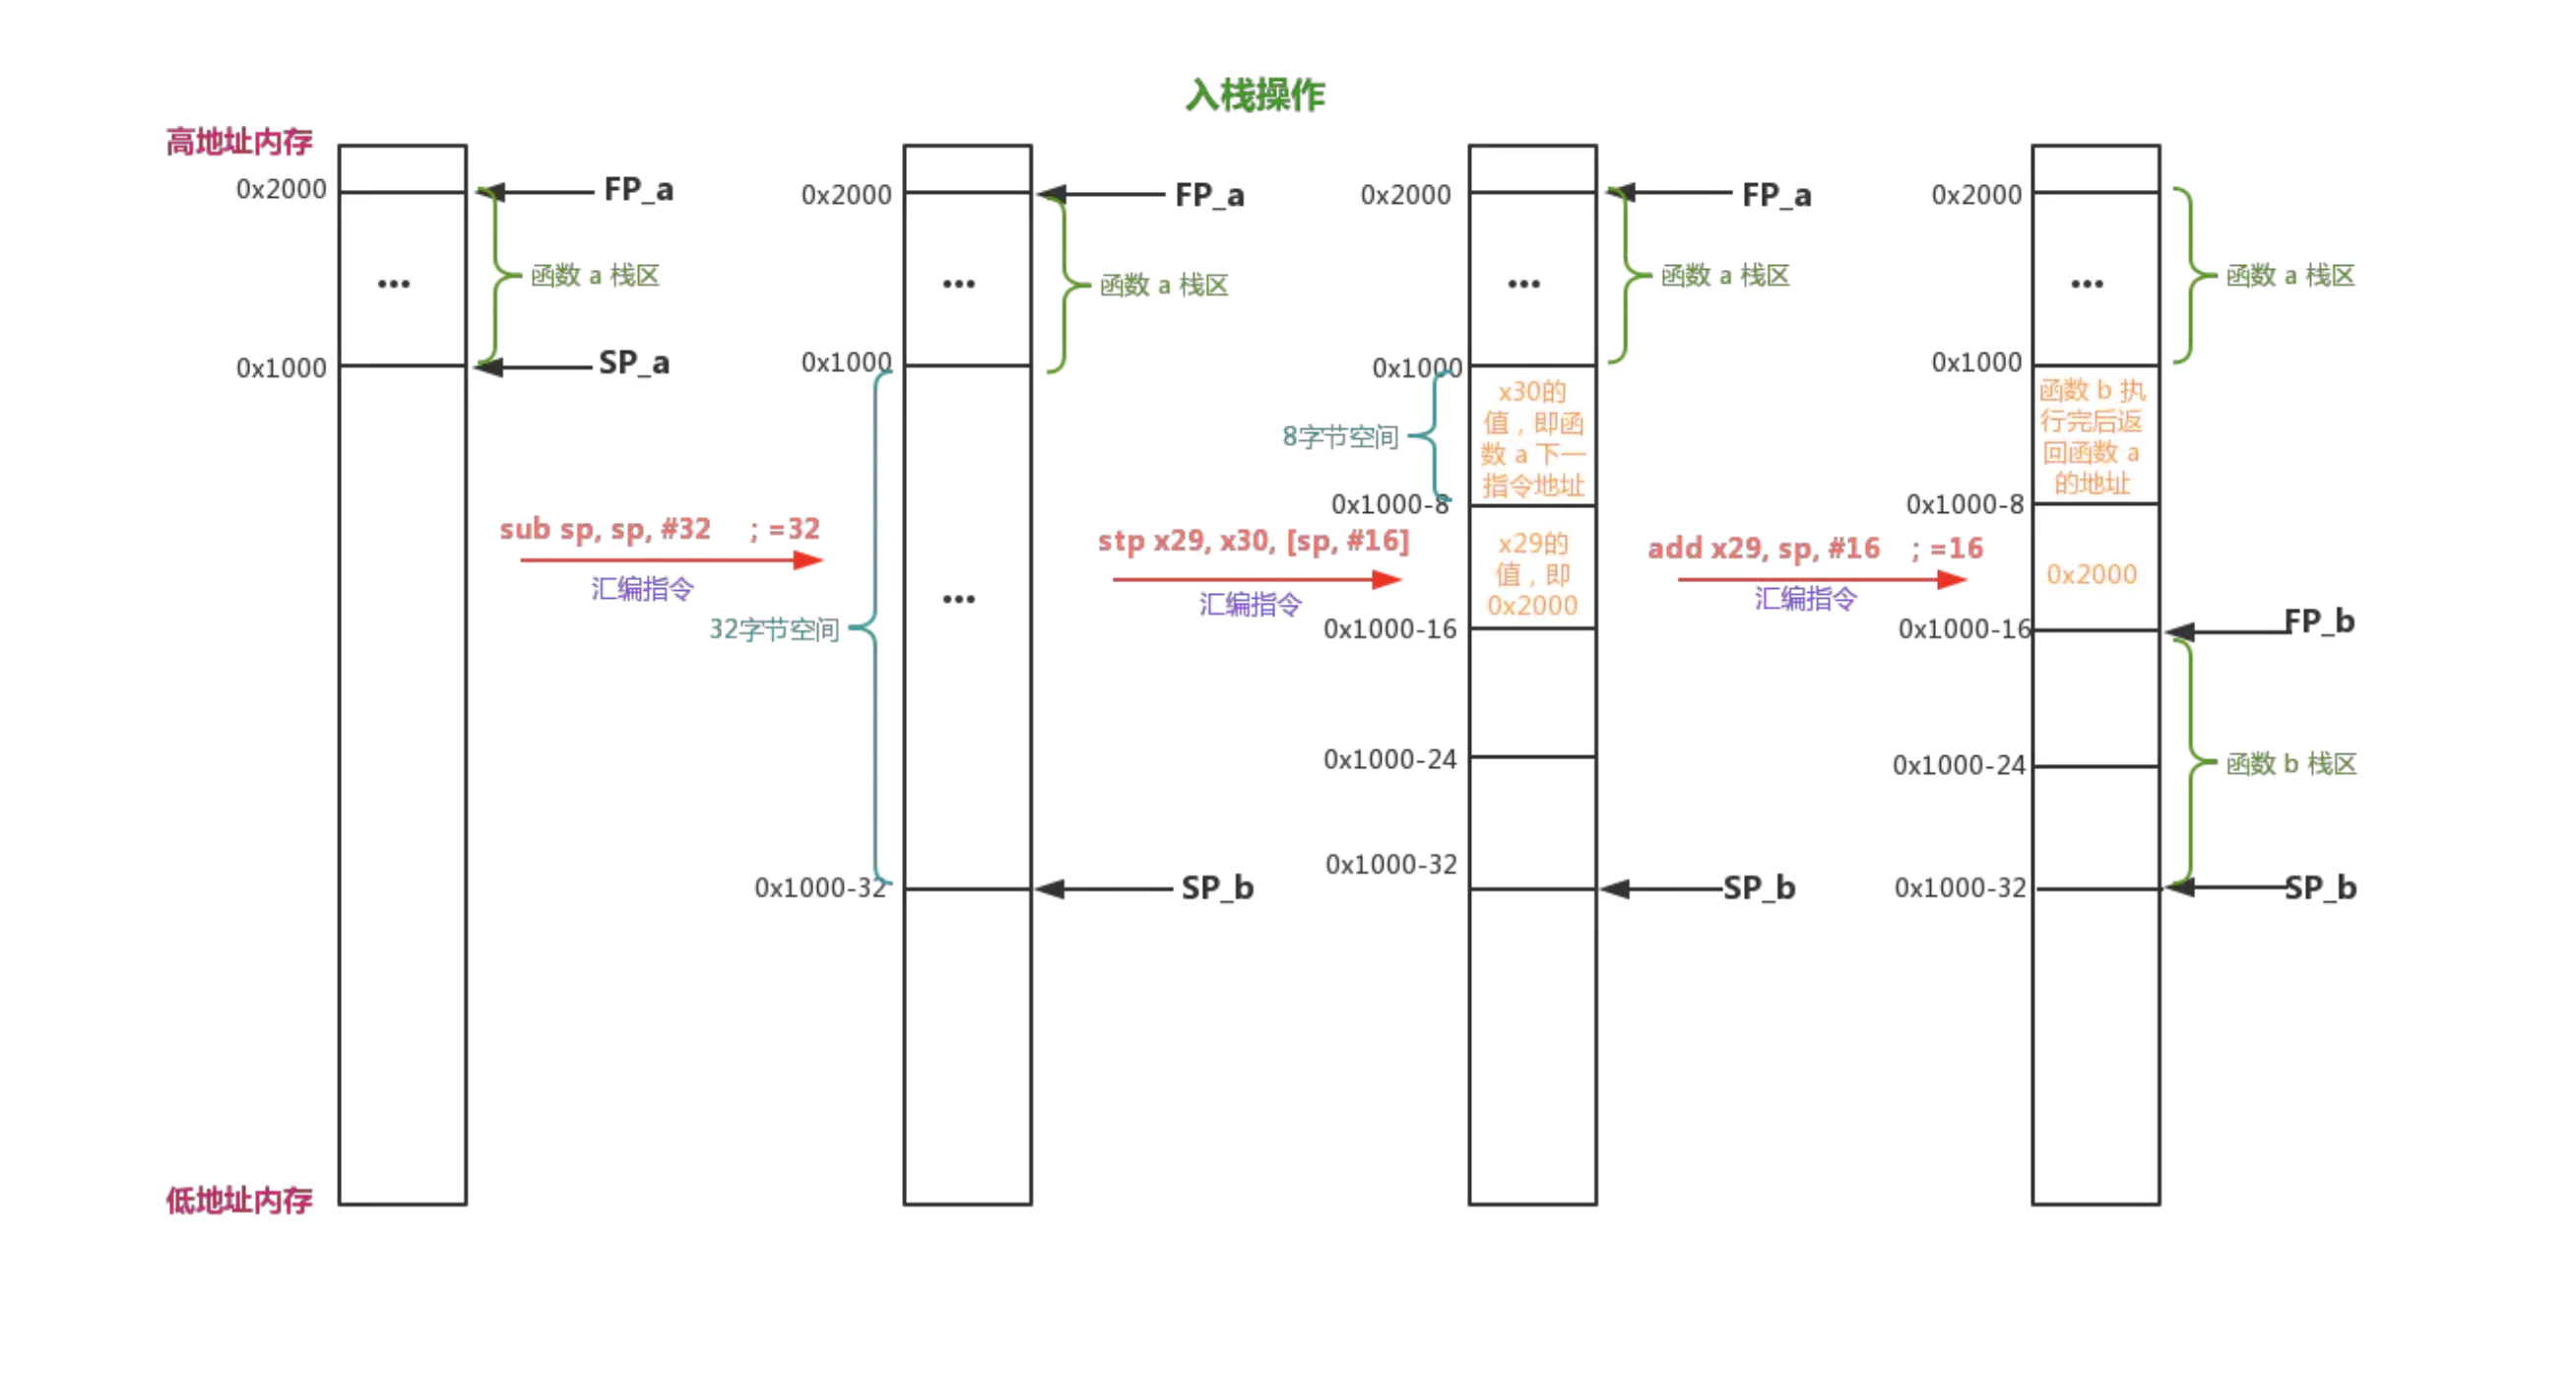 入栈操作
高地址内存
0x2000
FP_a
...
函数 a 栈区
0x1000
SP_a
低地址内存
sub sp, sp, #32 ; =32
汇编指令
0x2000
FP_a
...
函数 a 栈区
0x1000
32字节空间
...
0x1000-32
SP_b
stp x29, x30, [sp, #16]
汇编指令
0x2000
FP_a
...
函数 a 栈区
0x1000
8字节空间
x30的
值，即函
数 a 下一
指令地址
0x1000-8
x29的
值，即
0x2000
0x1000-16
0x1000-24
0x1000-32
SP_b
add x29, sp, #16 ; =16
汇编指令
0x2000
...
函数 a 栈区
0x1000
函数 b 执
行完后返
回函数 a
的地址
0x1000-8
0x2000
0x1000-16
FP_b
0x1000-24
函数 b 栈区
0x1000-32
SP_b